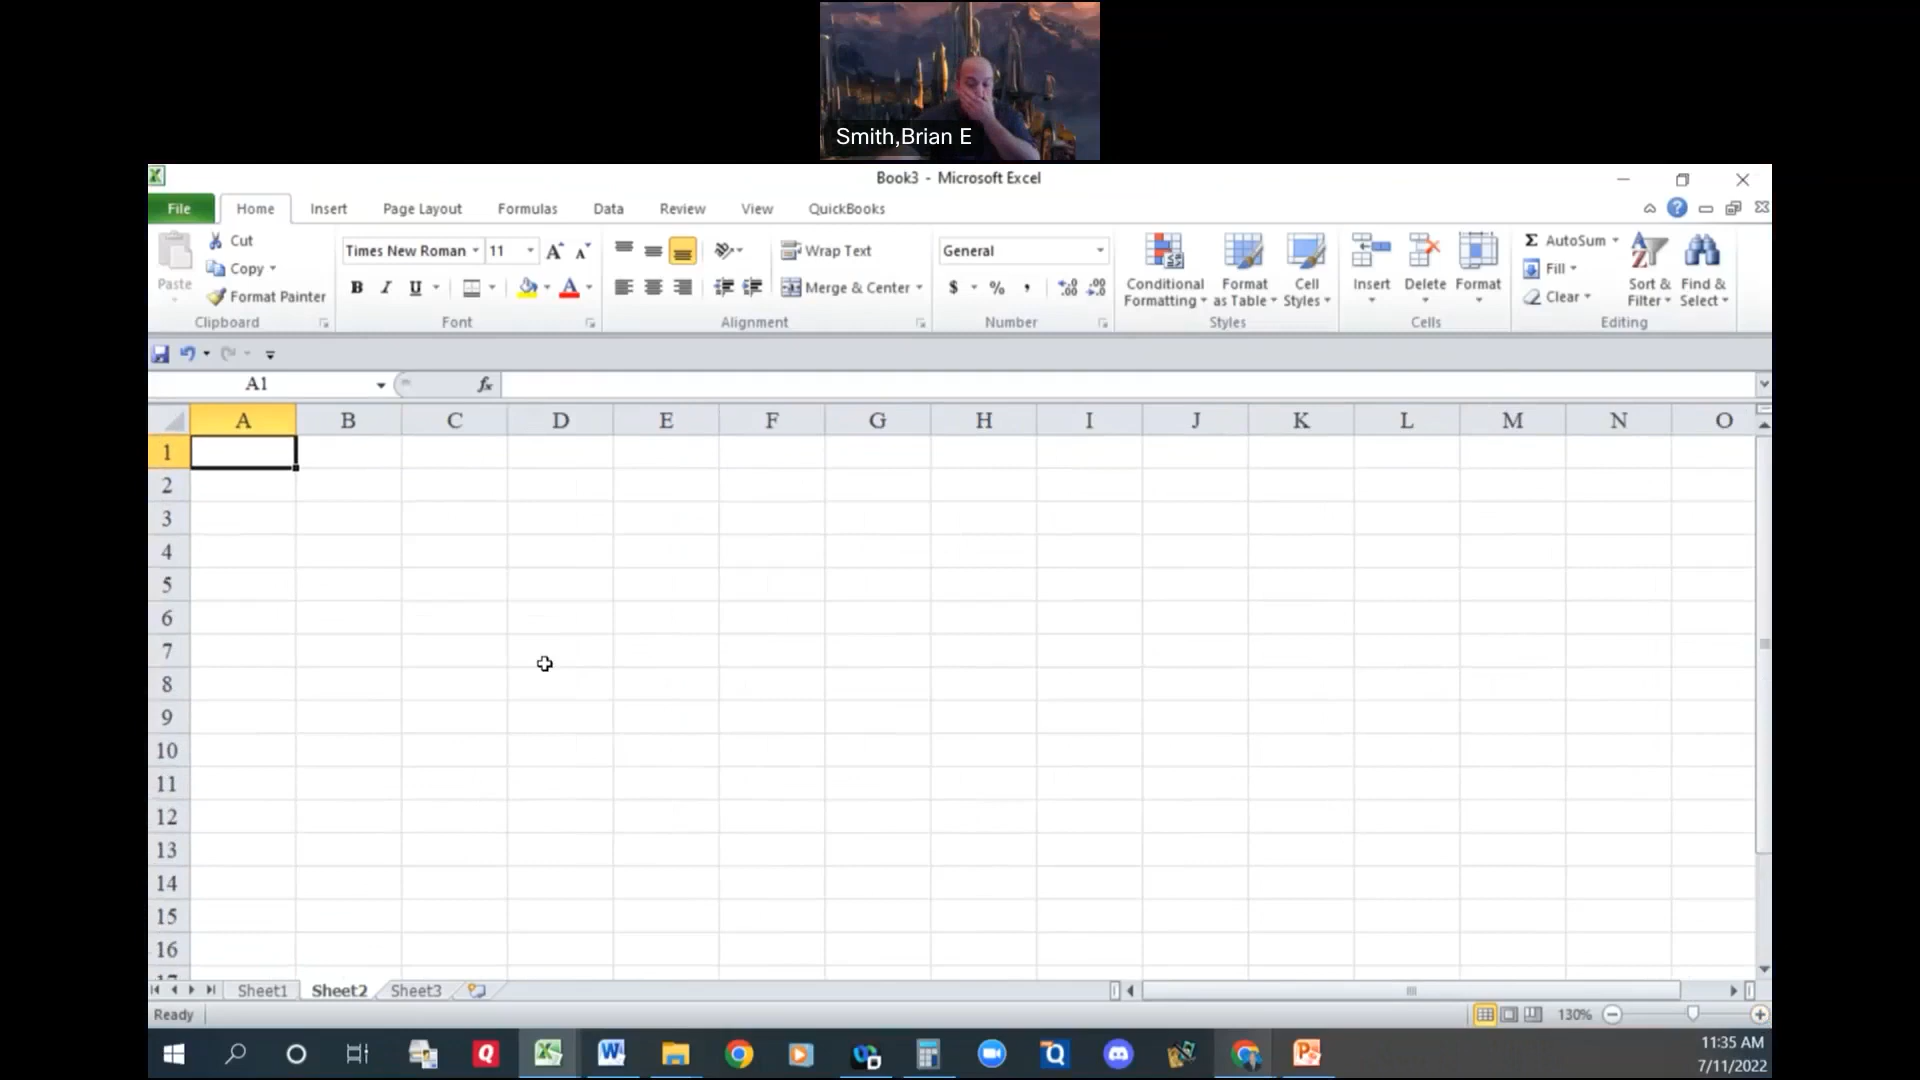 Smith,Brian E
Book3 - Microsoft Excel
File Home Insert Page Layout Formulas Data Review View QuickBooks
Paste
Cut
Copy
Format Painter
Clipboard
Times New Roman 11
B I U
Font
Wrap Text
Merge & Center
Alignment
General
$ % ,
Number
Conditional Formatting
Format as Table
Cell Styles
Styles
Insert Delete Format
Cells
Σ AutoSum
Fill
Clear
Sort & Filter
Find & Select
Editing
A1 fx
A B C D E F G H I J K L M N O
1
2
3
4
5
6
7
8
9
10
11
12
13
14
15
16
17
Sheet1 Sheet2 Sheet3
Ready 130%
11:35 AM
7/11/2022